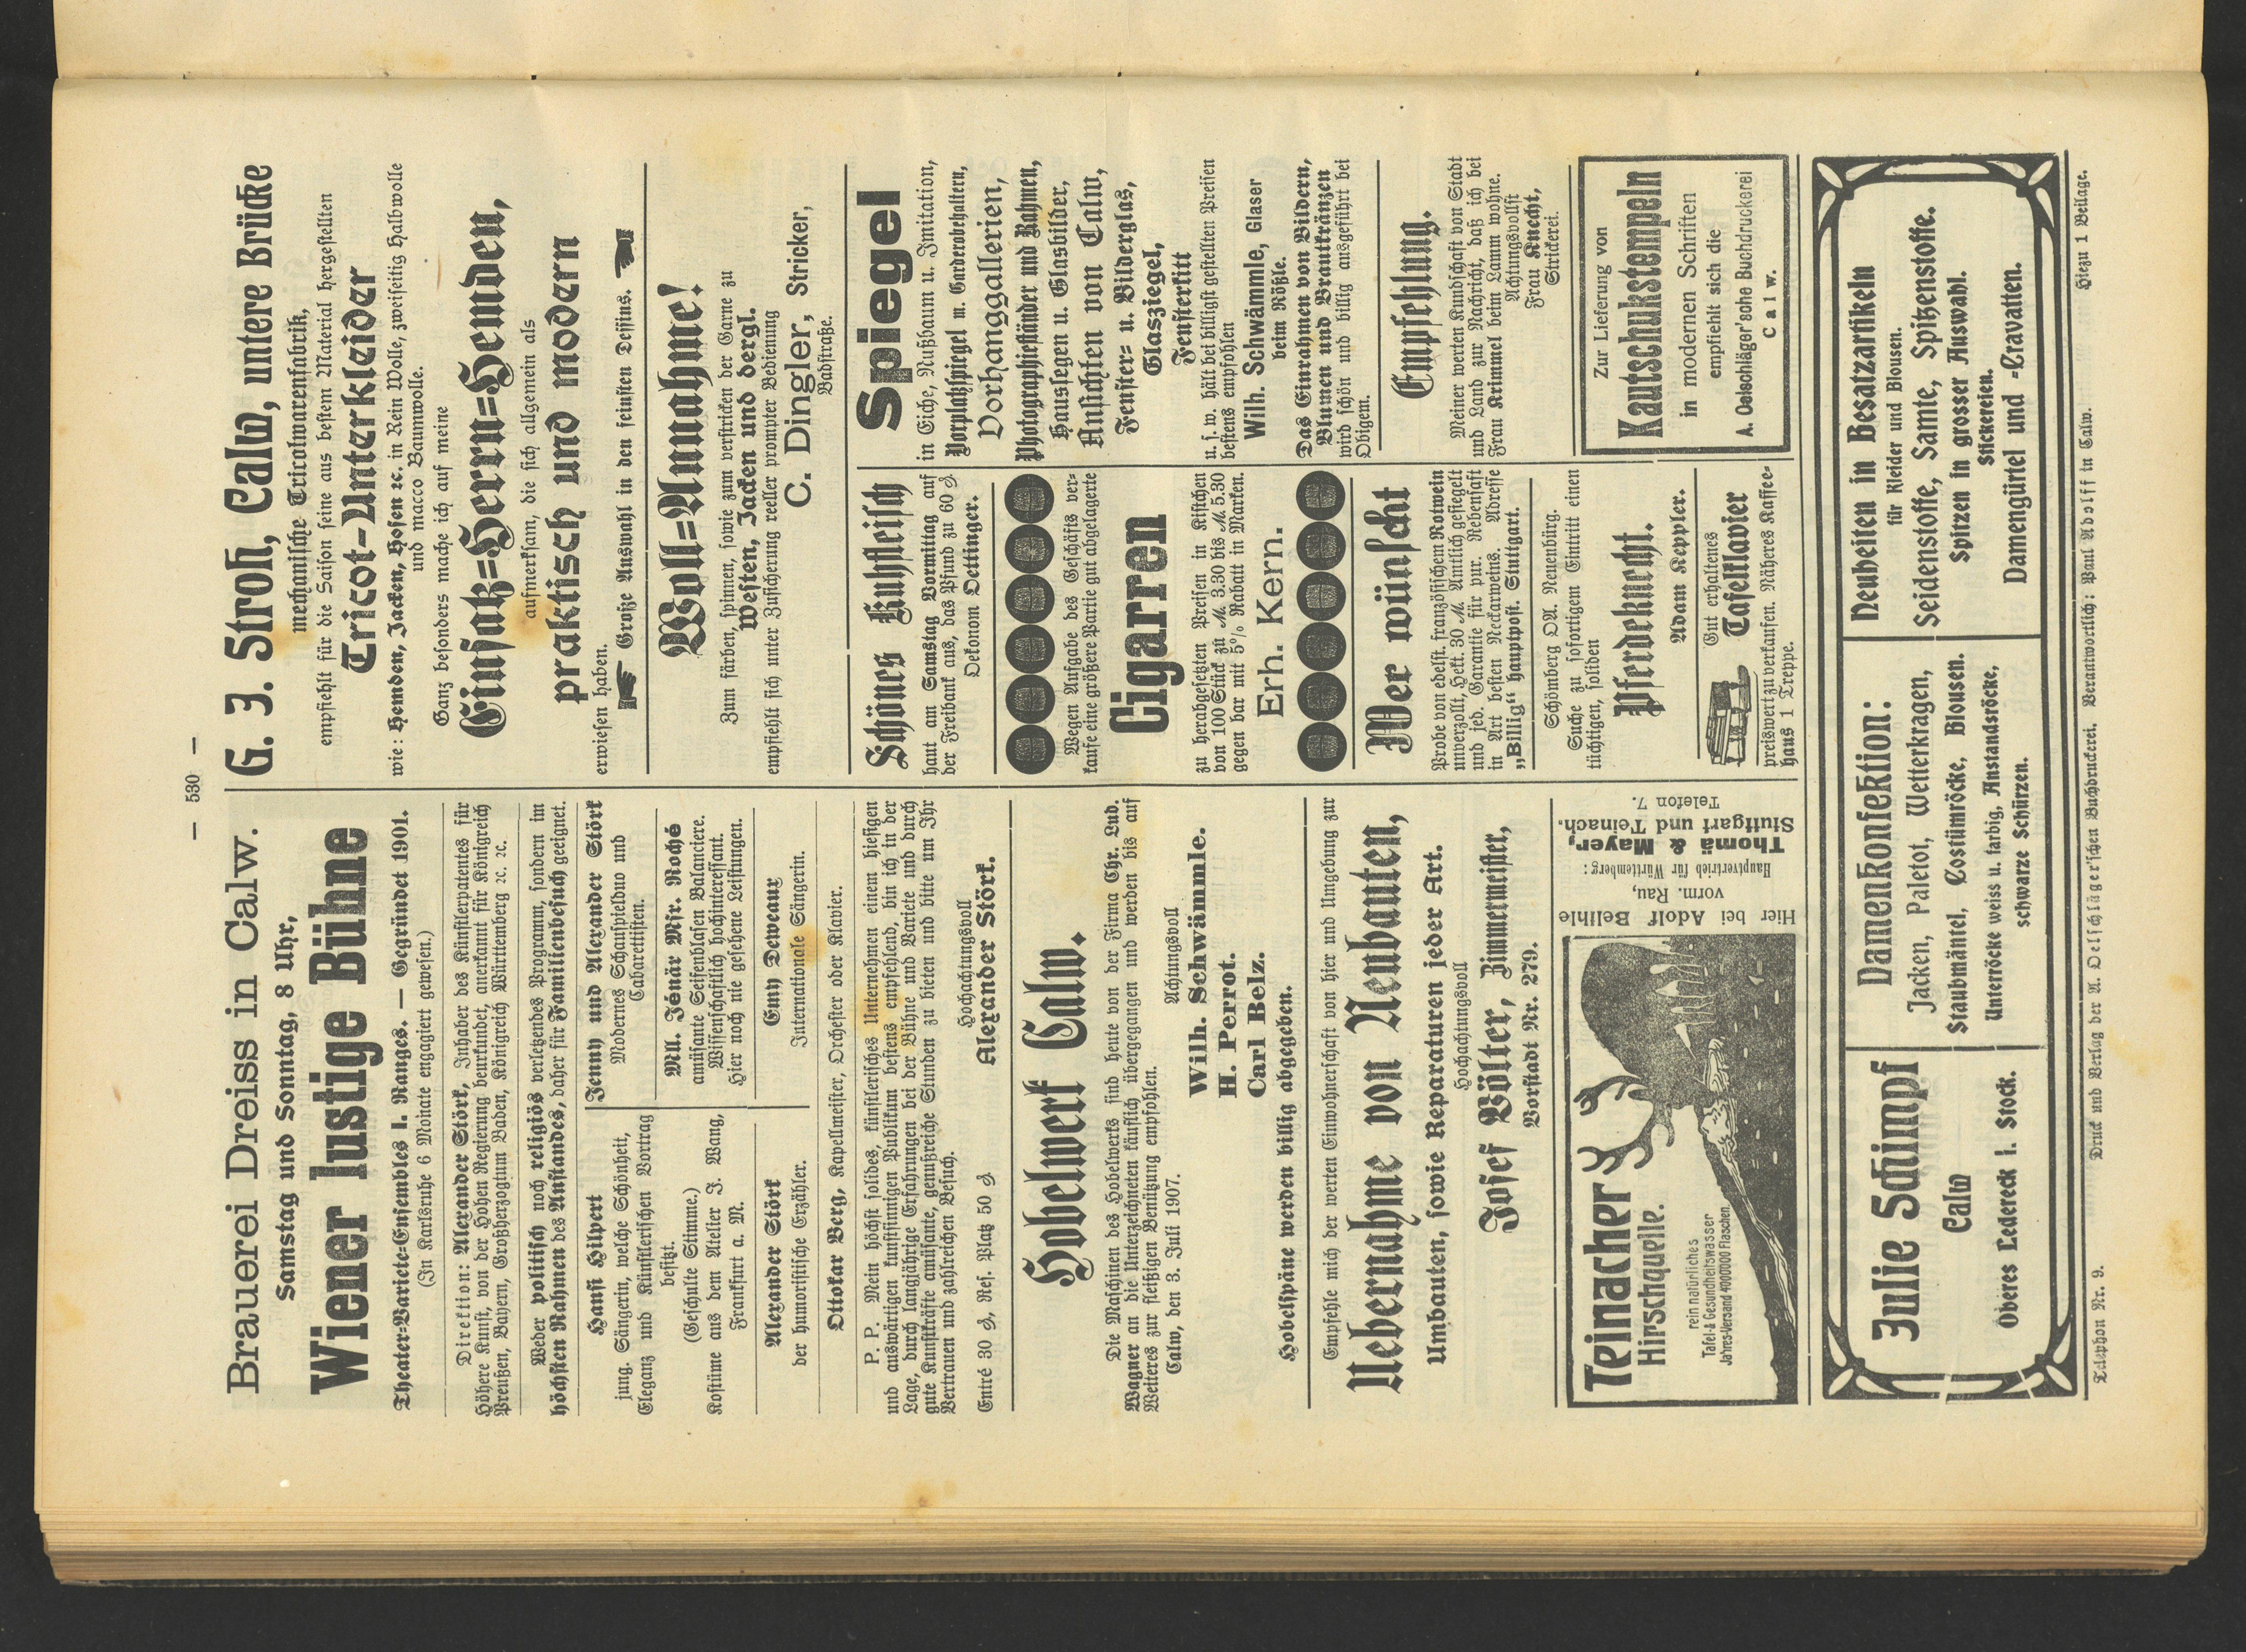 — 530 —
Brauerei Dreiss in Calw.
Samstag und Sonntag, 8 Uhr,
Wiener lustige Bühne
Theater-Variete-Ensembles I. Ranges. — Gegründet 1901.
(In Karlsruhe 6 Monate engagiert gewesen.)
Direktion: Alexander Störk, Inhaber des Künstlerpatentes für
höhere Kunst, von der Hohen Regierung beurkundet, anerkannt für Königreich
Preußen, Bayern, Großherzogtum Baden, Königreich Württemberg ꝛc. ꝛc.
Weder politisch noch religiös verletzendes Programm, sondern im
höchsten Rahmen des Anstandes, daher für Familienbesuch geeignet.
Hansi Hilpert
jung. Sängerin, welche Schönheit,
Eleganz und Künstlerischen Vortrag
besitzt.
(Geschulte Stimme.)
Kostüme aus dem Atelier J. Wang,
Frankfurt a. M.
Alexander Störk
der humoristische Erzähler.
Jenny und Alexander Störk
Modernes Schauspielduo und
Cabarettisten.
Mll. Jenär Msr. Roché
amüsante Seifenblasen Balanciere.
Wissenschaftlich hochinteressant.
Hier noch nie gesehene Leistungen.
Emy Deweaux
Internationale Sängerin.
Ottokar Berg, Kapellmeister, Orchester oder Klavier.
P. P. Mein höchst solides, künstlerisches Unternehmen einem hiesigen
und auswärtigen kunstsinnigen Publikum bestens empfehlend, bin ich in der
Lage, durch langjährige Erfahrungen bei der Bühne und Variete und durch
gute Kunstkräfte amüsante, genußreiche Stunden zu bieten und bitte um Ihr
Vertrauen und zahlreichen Besuch.
Hochachtungsvoll
Entré 30 ₰, Res. Platz 50 ₰
Alexander Störk.
Hobelwerk Calw.
Die Maschinen des Hobelwerks sind heute von der Firma Chr. Lud.
Wagner an die Unterzeichneten käuflich übergegangen und werden bis auf
Weiteres zur fleißigen Benützung empfohlen.
Calw, den 3. Juli 1907.
Achtungsvoll
Wilh. Schwämmle.
H. Perrot.
Carl Belz.
Hobelspäne werden billig abgegeben.
Empfehle mich der werten Einwohnerschaft von hier und Umgebung zur
Uebernahme von Neubauten,
Umbauten, sowie Reparaturen jeder Art.
Hochachtungsvoll
Josef Völter, Zimmermeister,
Vorstadt Nr. 279.
Teinacher
Hirschquelle.
rein natürliches
Tafel-& Gesundheitswasser
Jahres-Versand 4000000 Flaschen.
Hier bei Adolf Beilhle
vorm. Rau,
Hauptvertrieb für Württemberg:
Thomä & Mayer,
Stuttgart und Teinach.
Telefon 7.
G. J. Stroh, Calw, untere Brücke
mechanische Tricotwarenfabrik,
empfiehlt für die Saison seine aus bestem Material hergestellten
Tricot-Unterkleider
wie: Hemden, Jacken, Hosen ꝛc. in Rein Wolle, zweiseitig Halbwolle
und macco Baumwolle.
Ganz besonders mache ich auf meine
Einsatz-Herrn-Hemden,
aufmerksam, die sich allgemein als
praktisch und modern
erwiesen haben.
Große Auswahl in den feinsten Dessins.
Woll-Annahme!
Zum färben, spinnen, sowie zum verstricken der Garne zu
Westen, Jacken und dergl.
empfiehlt sich unter Zusicherung reeller prompter Bedienung
C. Dingler, Stricker,
Badstraße.
Schönes Kuhfleisch
haut am Samstag Vormittag auf
der Freibank aus, das Pfund zu 60 ₰
Oekonom Dettinger.
Wegen Aufgabe des Geschäfts ver-
kaufe eine größere Partie gut abgelagerte
Cigarren
zu herabgesetzten Preisen in Kistchen
von 100 Stück zu M. 3.30 bis M. 5.30
gegen bar mit 5% Rabatt in Marken.
Erh. Kern.
Wer wünscht
Probe von edelst. französischem Rotwein
unverzollt, Hekt. 30 M. Amtlich gesiegelt
und jed. Garantie für pur. Rebensaft
in Art besten Neckarweins. Adresse
„Billig“ hauptpost. Stuttgart.
Schömberg OA. Neuenbürg.
Suche zu sofortigem Eintritt einen
tüchtigen, soliden
Pferdeknecht.
Adam Keppler.
Gut erhaltenes
Tafelklavier
preiswert zu verkaufen. Näheres Kaffee-
haus 1 Treppe.
Spiegel
in Eiche, Nußbaum u. Imitation,
Vorplatzspiegel m. Garderobehaltern,
Vorhanggallerien,
Photographieständer und Rahmen,
Haussegen u. Glasbilder,
Ansichten von Calw,
Fenster- u. Bilderglas,
Glasziegel,
Fensterkitt
u. s. w. hält bei billigst gestellten Preisen
bestens empfohlen
Wilh. Schwämmle, Glaser
beim Rößle.
Das Einrahmen von Bildern,
Blumen und Brautkränzen
wird schön und billig ausgeführt bei
Obigem.
Empfehlung.
Meiner werten Kundschaft von Stadt
und Land zur Nachricht, daß ich bei
Frau Krimmel beim Lamm wohne.
Achtungsvollst
Frau Knecht,
Strickerei.
Zur Lieferung von
Kautschukstempeln
in modernen Schriften
empfiehlt sich die
A. Oelschläger'sche Buchdruckerei
Calw.
Julie Schimpf
Calw
Oberes Ledereck I. Stock.
Damenkonfektion:
Jacken, Paletot, Wetterkragen,
Staubmäntel, Costümröcke, Blousen.
Unterröcke weiss u. farbig, Anstandsröcke,
schwarze Schürzen.
Neuheiten in Besatzartikeln
für Kleider und Blousen.
Seidenstoffe, Samte, Spitzenstoffe.
Spitzen in grosser Auswahl.
Stickereien.
Damengürtel und -Cravatten.
Telephon Nr. 9.
Druck und Verlag der A. Oelschläger'schen Buchdruckerei. Verantwortlich: Paul Adolff in Calw.
Hiezu 1 Beilage.